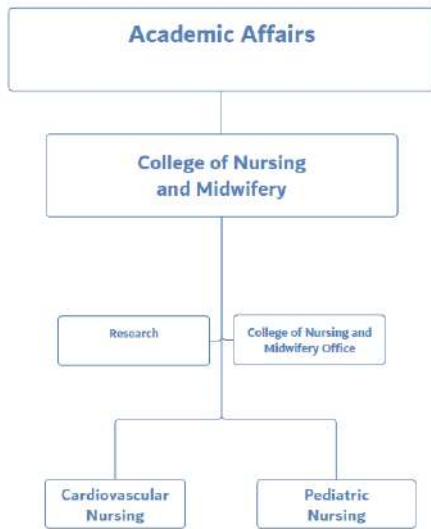 Academic Affairs
College of Nursing
and Midwifery
Research
College of Nursing and
Midwifery Office
Cardiovascular
Nursing
Pediatric
Nursing